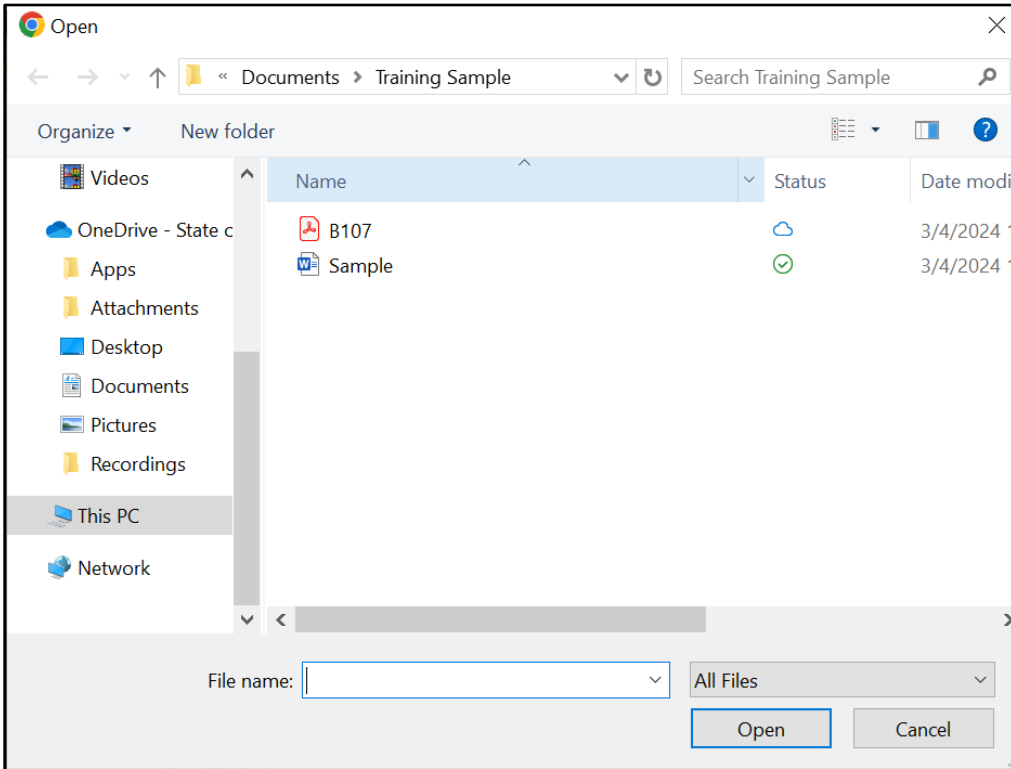 Open
« Documents > Training Sample
Search Training Sample
Organize
New folder
Name
Status
Date modi
Videos
OneDrive - State c
Apps
Attachments
Desktop
Documents
Pictures
Recordings
This PC
Network
B107
3/4/2024 1
Sample
3/4/2024 1
File name:
All Files
Open
Cancel